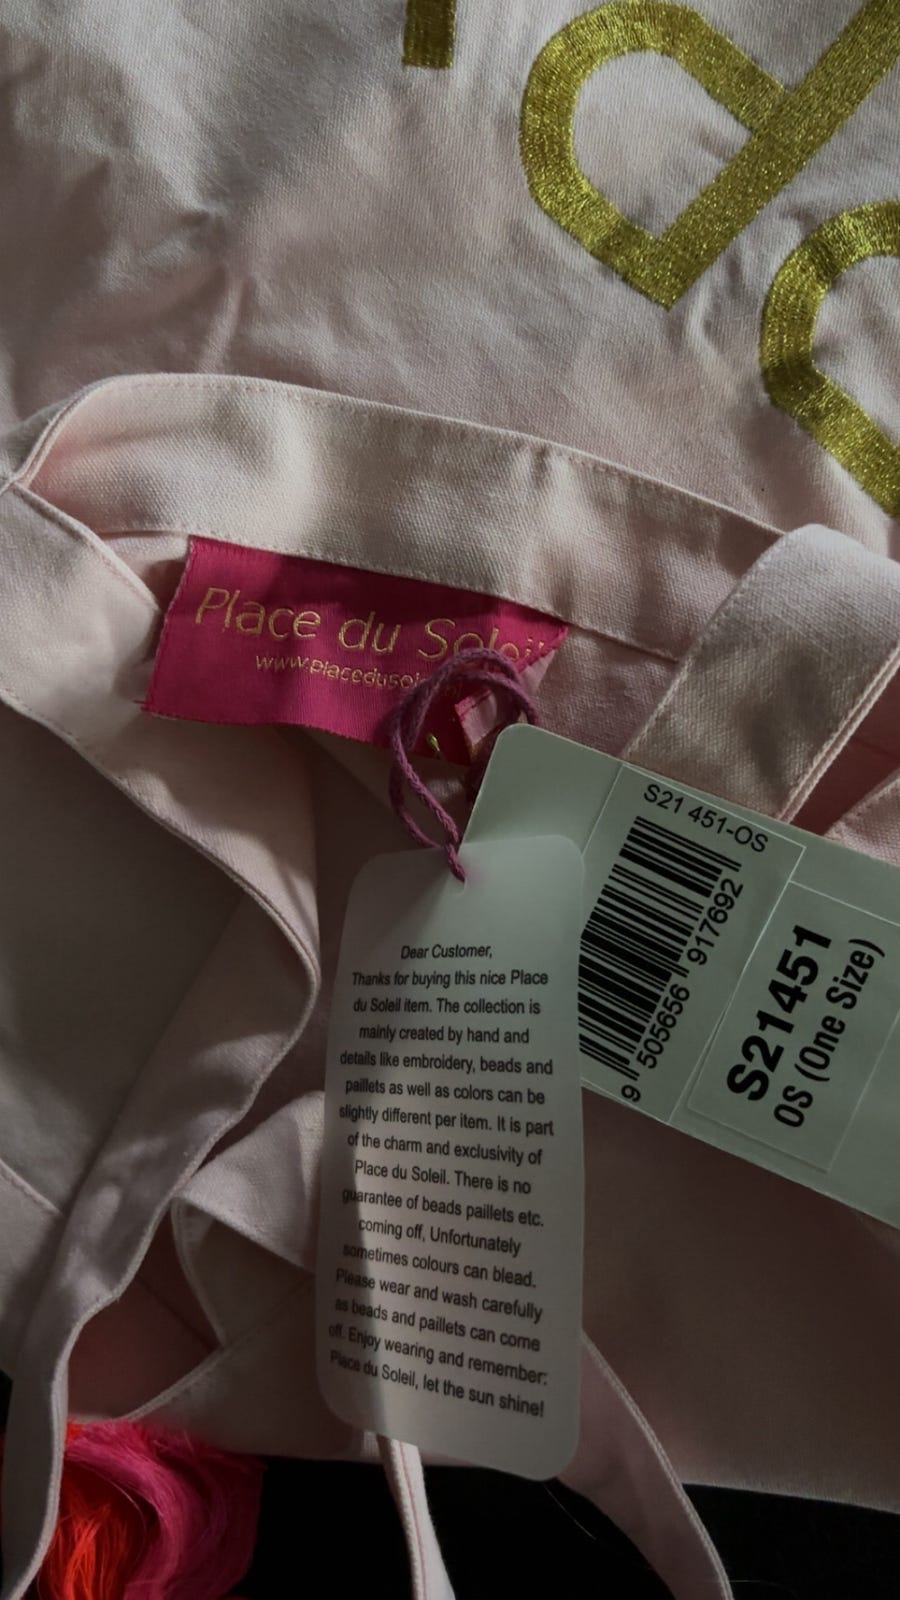 Place du Soleil
S21 451-OS
9 505656 917692
S21451
OS (One Size)
Dear Customer,
Thanks for buying this nice Place
du Soleil item. The collection is
mainly created by hand and
details like embroidery, beads and
paillets as well as colors can be
slightly different per item. It is part
of the charm and exclusivity of
Place du Soleil. There is no
guarantee of beads paillets etc.
coming off, Unfortunately
sometimes colours can blead.
Please wear and wash carefully
as beads and paillets can come
off. Enjoy wearing and remember:
Place du Soleil, let the sun shine!